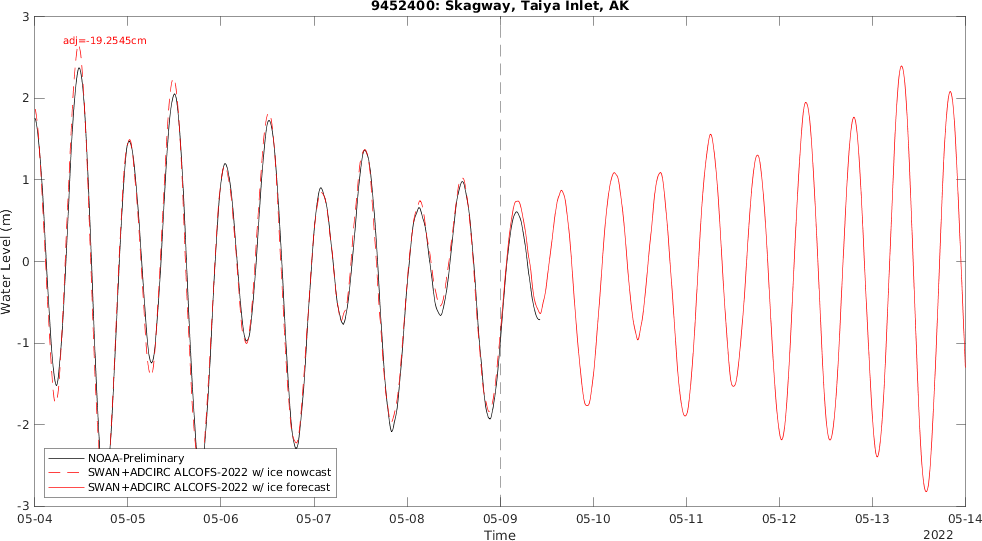 9452400: Skagway, Taiya Inlet, AK
adj=-19.2545cm
3
2
1
0
-1
-2
-3
Water Level (m)
NOAA-Preliminary
SWAN+ADCIRC ALCOFS-2022 w/ ice nowcast
SWAN+ADCIRC ALCOFS-2022 w/ ice forecast
05-04 05-05 05-06 05-07 05-08 05-09 05-10 05-11 05-12 05-13 05-14
Time
2022